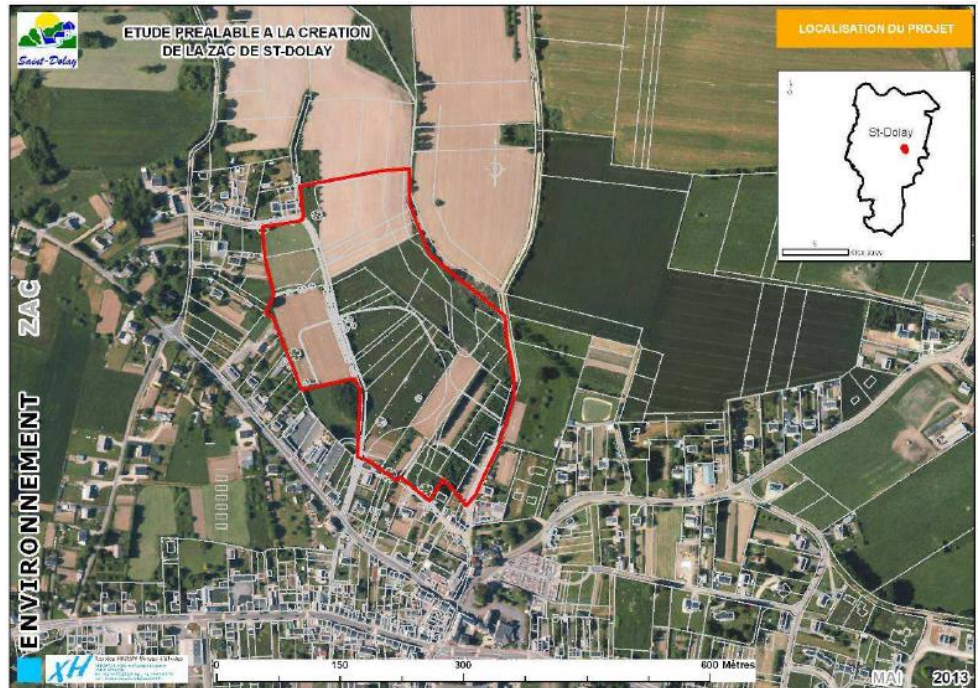 Saint-Dolay
ETUDE PREALABLE A LA CREATION
DE LA ZAC DE ST-DOLAY
LOCALISATION DU PROJET
St-Dolay
ENVIRONNEMENT ZAC
XH
0 150 300 600 Mètres
MAI 2013